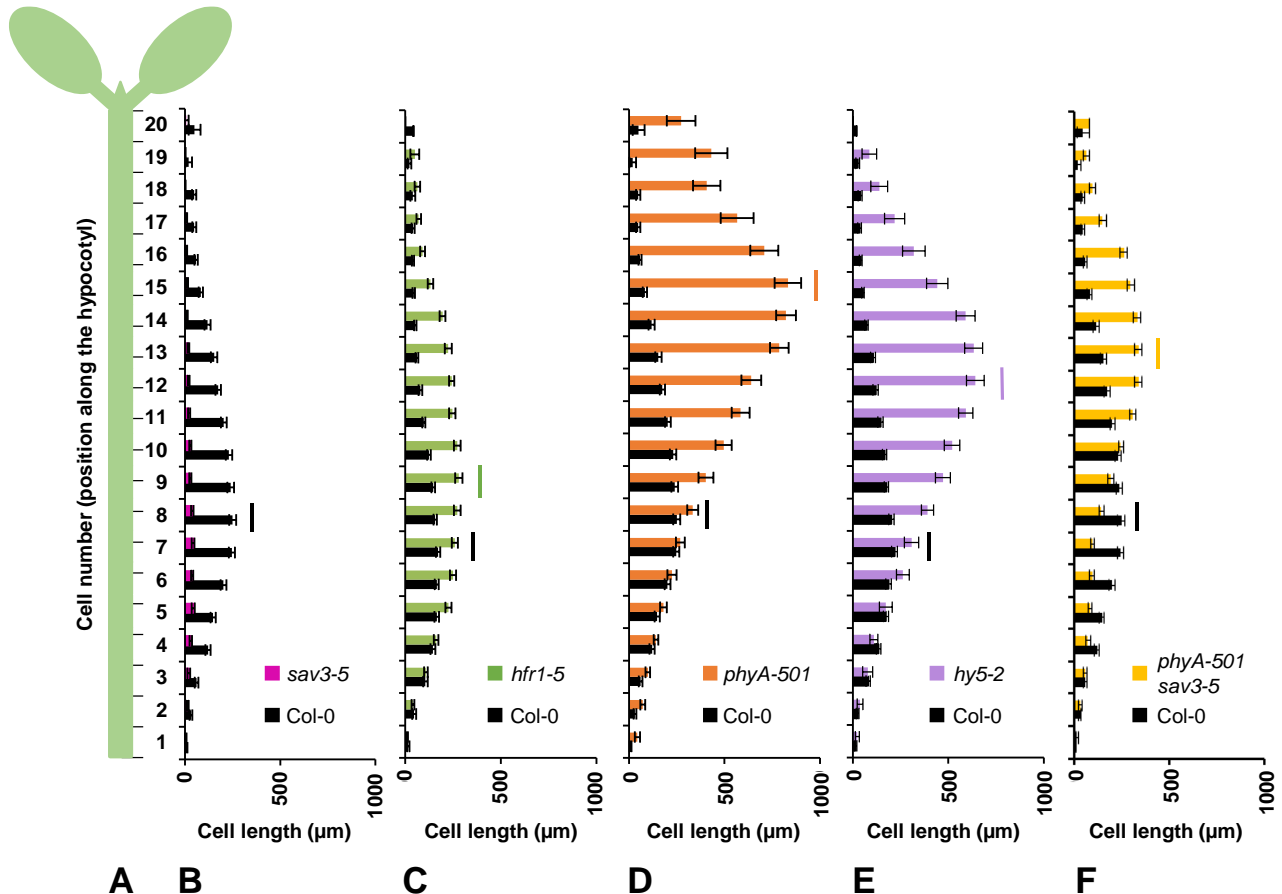 Cell number (position along the hypocotyl)
20
19
18
17
16
15
14
13
12
11
10
9
8
7
6
5
4
3
2
1
sav3-5
Col-0
hfr1-5
Col-0
phyA-501
Col-0
hy5-2
Col-0
phyA-501
sav3-5
Col-0
0 500 1000 0 500 1000 0 500 1000 0 500 1000 0 500 1000
Cell length (µm) Cell length (µm) Cell length (µm) Cell length (µm) Cell length (µm)
A B C D E F